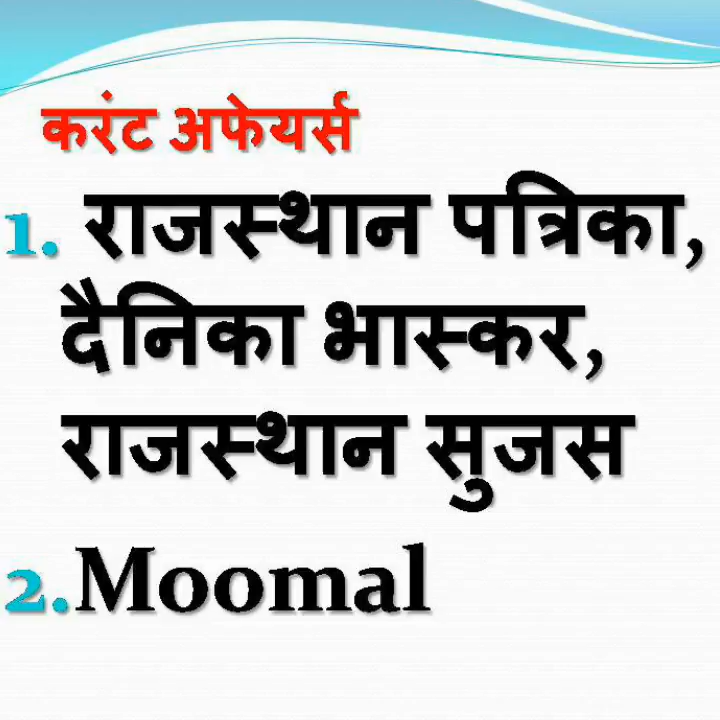 करंट अफेयर्स
1. राजस्थान पत्रिका,
दैनिका भास्कर,
राजस्थान सुजस
2.Moomal